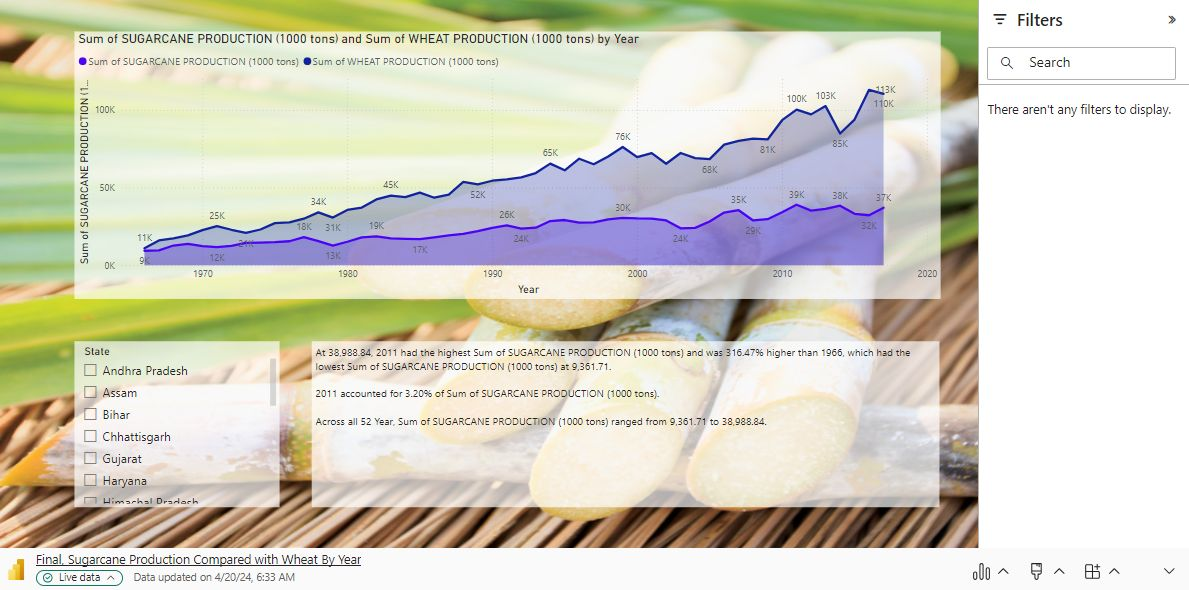 Filters
Search
There aren't any filters to display.
Sum of SUGARCANE PRODUCTION (1000 tons) and Sum of WHEAT PRODUCTION (1000 tons) by Year
Sum of SUGARCANE PRODUCTION (1000 tons) Sum of WHEAT PRODUCTION (1000 tons)
Sum of SUGARCANE PRODUCTION (1...
100K
50K
0K
11K
25K
34K
45K
65K
76K
100K
103K
113K
110K
9K
12K
21K
18K
31K
13K
19K
17K
52K
26K
24K
30K
24K
68K
35K
29K
81K
39K
85K
38K
32K
37K
1970
1980
1990
2000
2010
2020
Year
State
Andhra Pradesh
Assam
Bihar
Chhattisgarh
Gujarat
Haryana
Himachal Pradesh
At 38,988.84, 2011 had the highest Sum of SUGARCANE PRODUCTION (1000 tons) and was 316.47% higher than 1966, which had the
lowest Sum of SUGARCANE PRODUCTION (1000 tons) at 9,361.71.
2011 accounted for 3.20% of Sum of SUGARCANE PRODUCTION (1000 tons).
Across all 52 Year, Sum of SUGARCANE PRODUCTION (1000 tons) ranged from 9,361.71 to 38,988.84.
Final, Sugarcane Production Compared with Wheat By Year
Live data
Data updated on 4/20/24, 6:33 AM